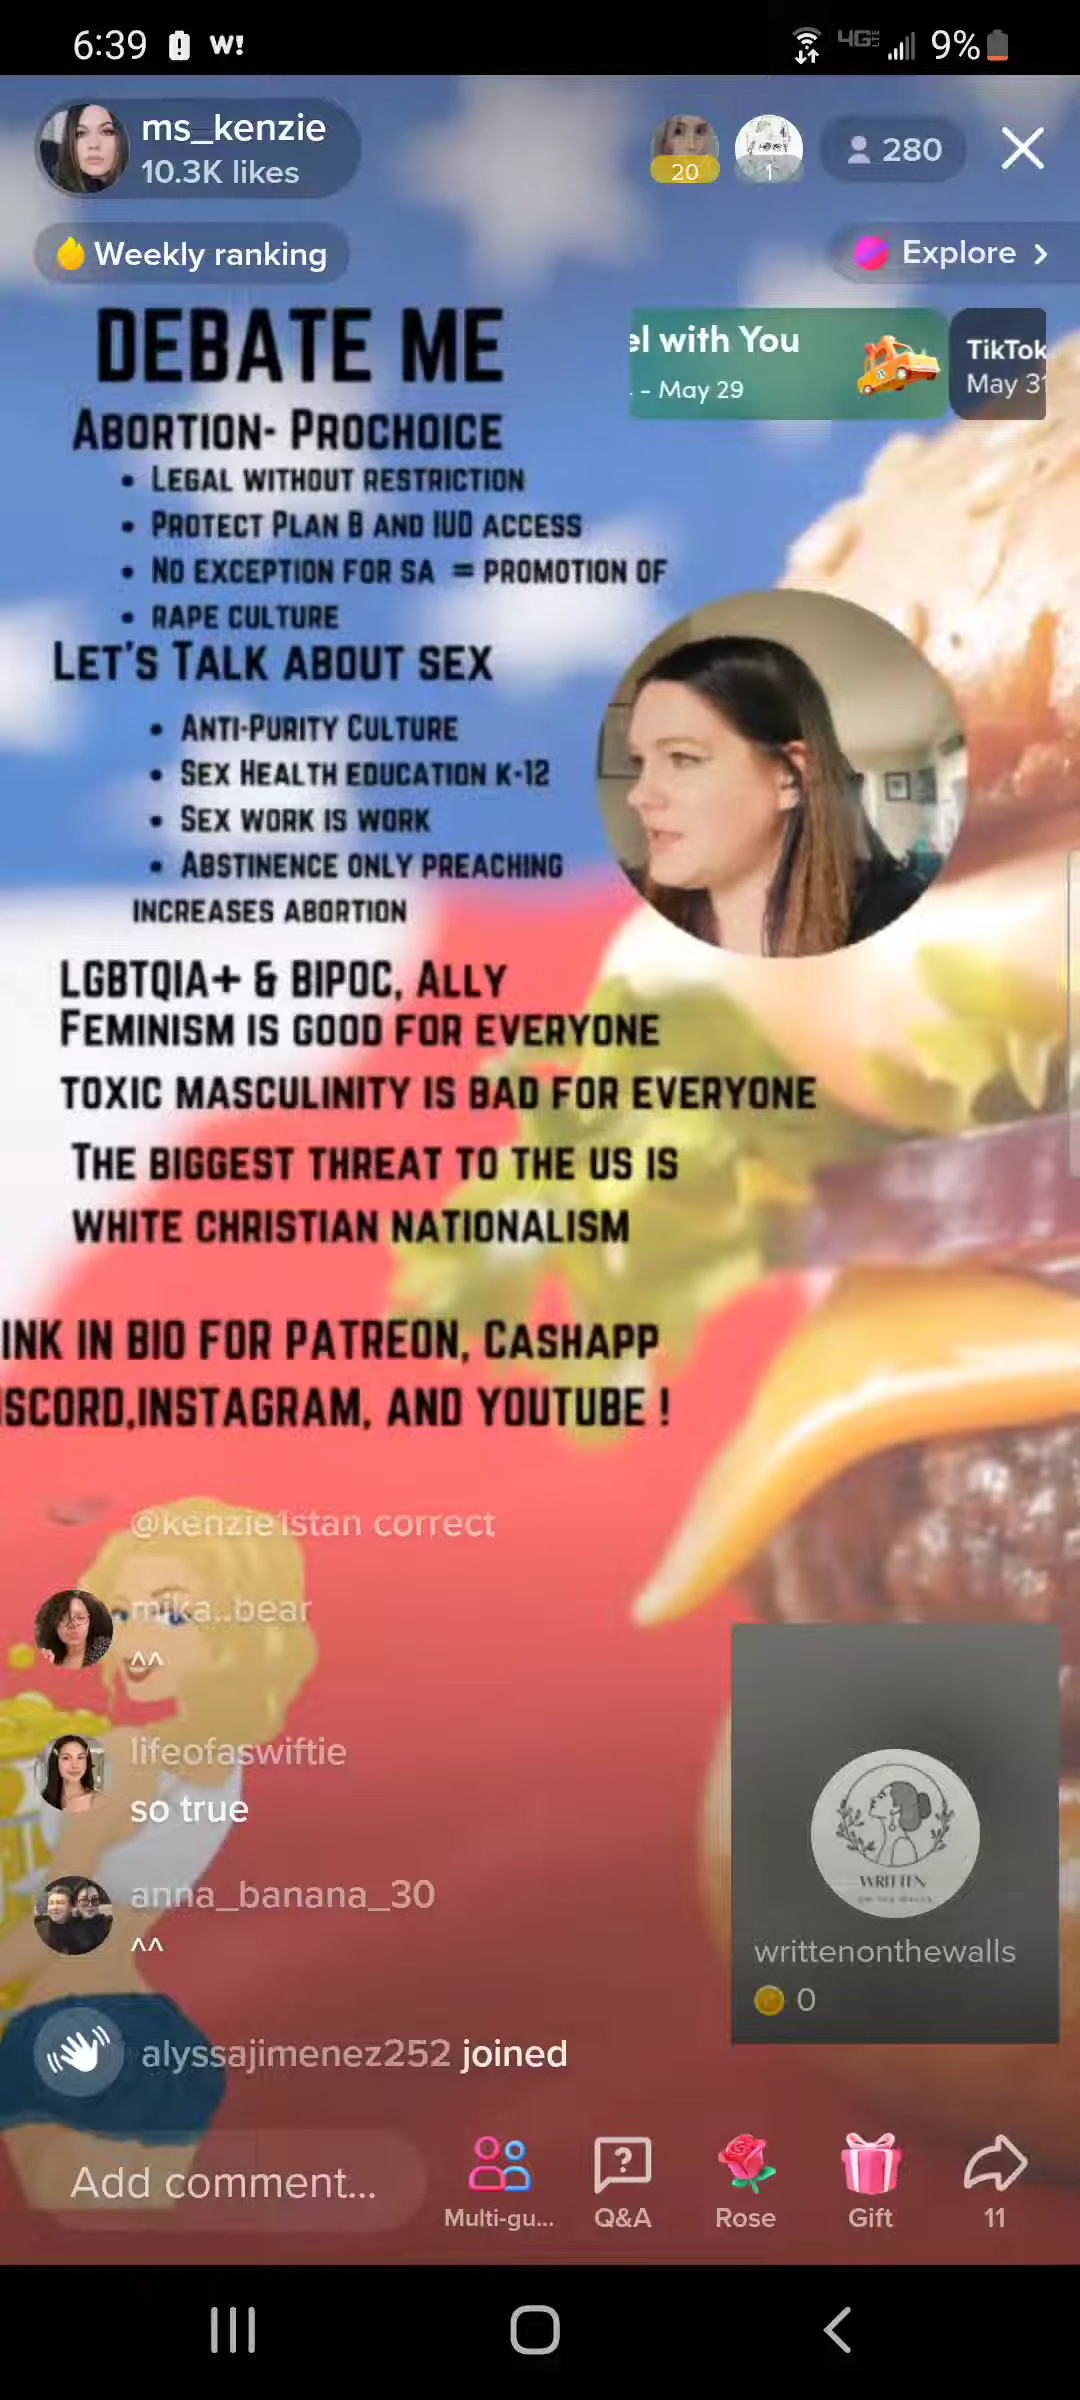 6:39 W! 4G LTE 9%
ms_kenzie
10.3K likes
20
1
280
Weekly ranking
Explore >
DEBATE ME
el with You
- May 29
TikTok
May 31
ABORTION- PROCHOICE
• LEGAL WITHOUT RESTRICTION
• PROTECT PLAN B AND IUD ACCESS
• NO EXCEPTION FOR SA = PROMOTION OF
• RAPE CULTURE
LET'S TALK ABOUT SEX
• ANTI-PURITY CULTURE
• SEX HEALTH EDUCATION K-12
• SEX WORK IS WORK
• ABSTINENCE ONLY PREACHING
INCREASES ABORTION
LGBTQIA+ & BIPOC, ALLY
FEMINISM IS GOOD FOR EVERYONE
TOXIC MASCULINITY IS BAD FOR EVERYONE
THE BIGGEST THREAT TO THE US IS
WHITE CHRISTIAN NATIONALISM
INK IN BIO FOR PATREON, CASHAPP
ISCORD,INSTAGRAM, AND YOUTUBE !
@kenzie1stan correct
mika..bear
^^
lifeofaswiftie
so true
anna_banana_30
^^
WRITTEN
writtenonthewalls
0
alyssajimenez252 joined
Add comment...
Multi-gu...
Q&A
Rose
Gift
11